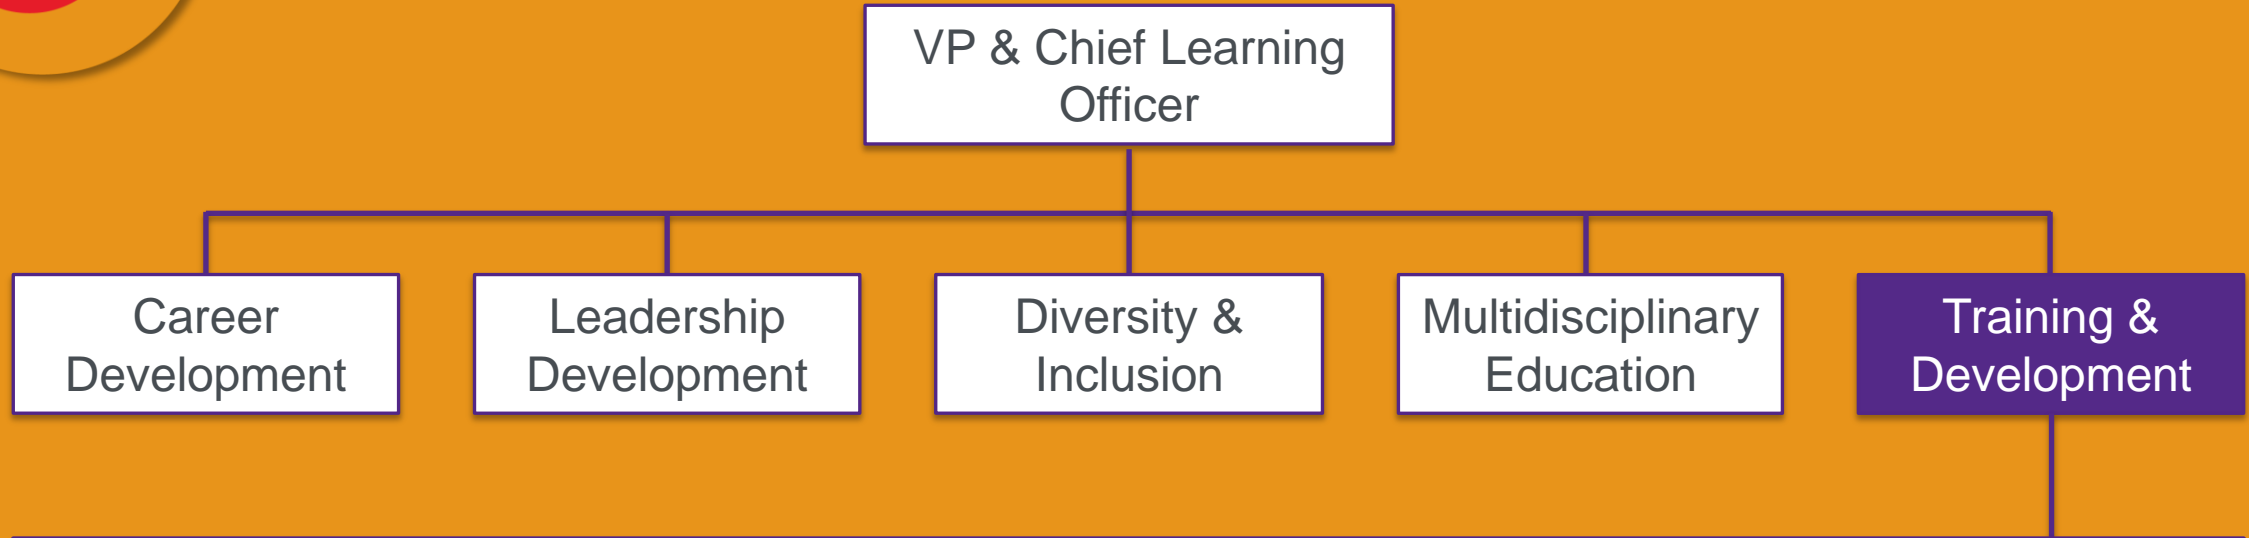 VP & Chief Learning
Officer
Career
Development
Leadership
Development
Diversity &
Inclusion
Multidisciplinary
Education
Training &
Development